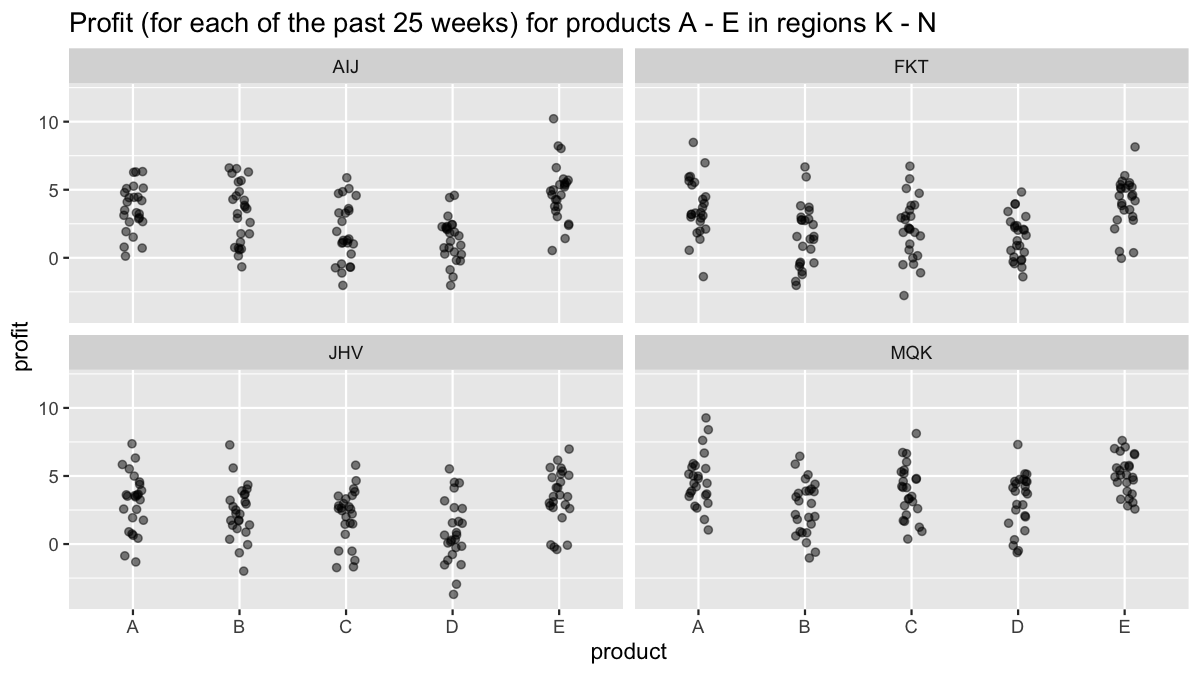 Profit (for each of the past 25 weeks) for products A - E in regions K - N
AIJ
FKT
10
5
0
JHV
MQK
10
5
0
profit
A B C D E
A B C D E
product